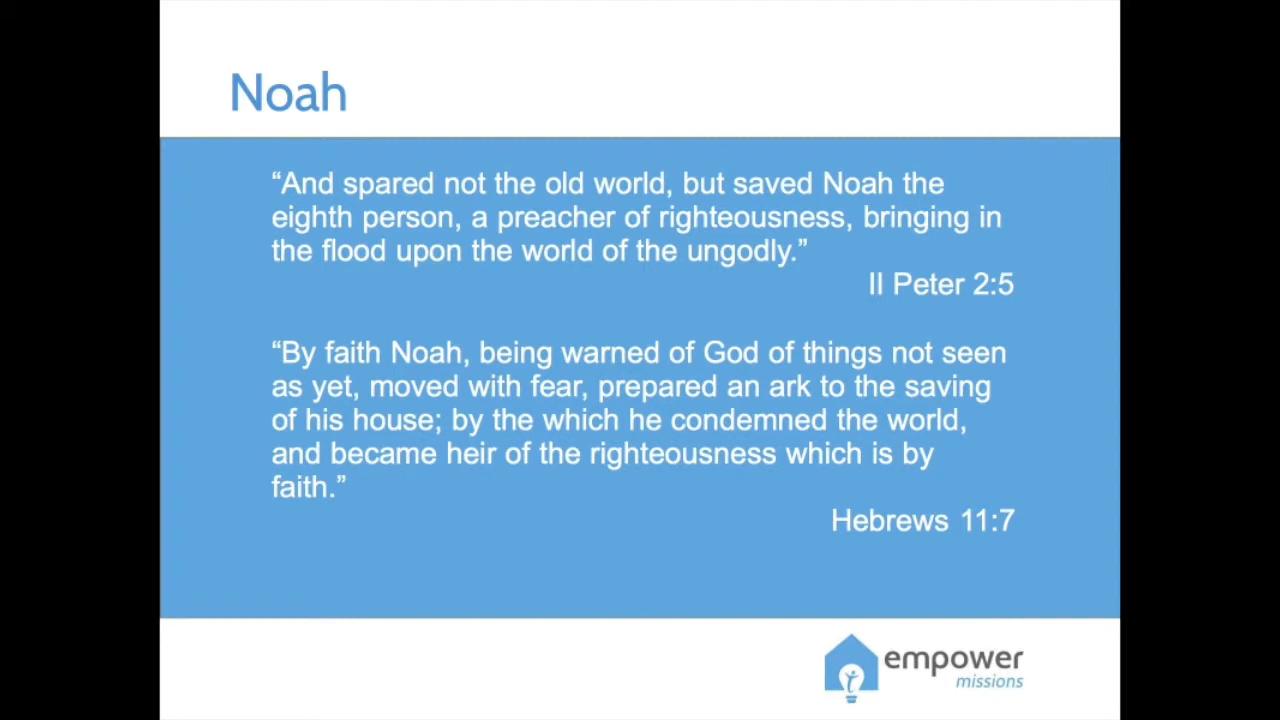 Noah
“And spared not the old world, but saved Noah the
eighth person, a preacher of righteousness, bringing in
the flood upon the world of the ungodly.”
II Peter 2:5
“By faith Noah, being warned of God of things not seen
as yet, moved with fear, prepared an ark to the saving
of his house; by the which he condemned the world,
and became heir of the righteousness which is by
faith.”
Hebrews 11:7
empower
missions